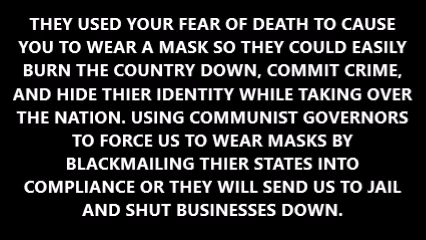 THEY USED YOUR FEAR OF DEATH TO CAUSE
YOU TO WEAR A MASK SO THEY COULD EASILY
BURN THE COUNTRY DOWN, COMMIT CRIME,
AND HIDE THIER IDENTITY WHILE TAKING OVER
THE NATION. USING COMMUNIST GOVERNORS
TO FORCE US TO WEAR MASKS BY
BLACKMAILING THIER STATES INTO
COMPLIANCE OR THEY WILL SEND US TO JAIL
AND SHUT BUSINESSES DOWN.